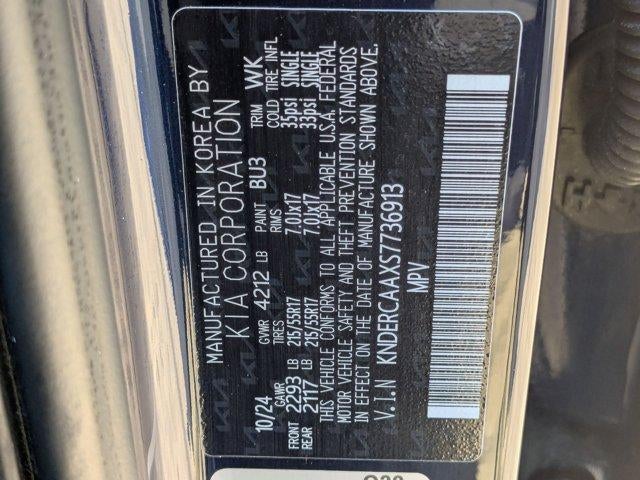 MANUFACTURED IN KOREA BY
KIA CORPORATION
10/24 GVWR 4212 LB PAINT BU3 TRIM WK
GAWR TIRES RIMS COLD TIRE INFL
FRONT 2293 LB 215/55R17 7.0Jx17 35psi SINGLE
REAR 2117 LB 215/55R17 7.0Jx17 33psi SINGLE
THIS VEHICLE CONFORMS TO ALL APPLICABLE U.S.A. FEDERAL
MOTOR VEHICLE SAFETY AND THEFT PREVENTION STANDARDS
IN EFFECT ON THE DATE OF MANUFACTURE SHOWN ABOVE.
V.I.N KNDERCAAXS7736913
MPV